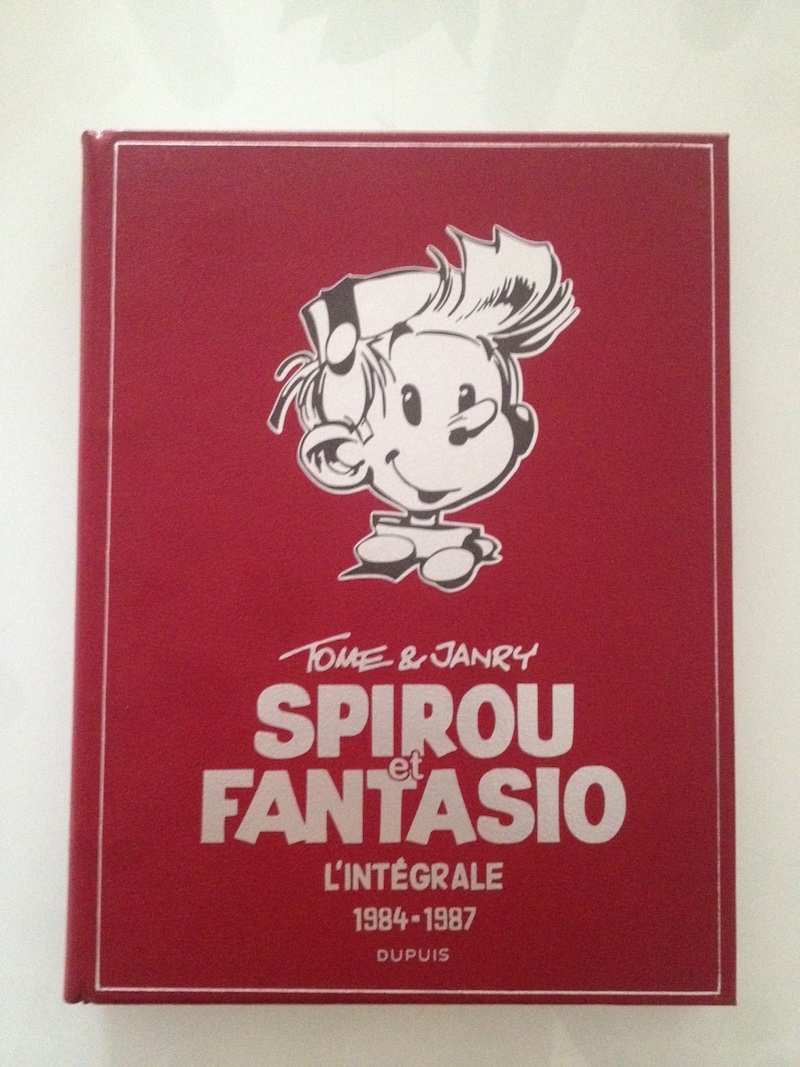 TOME & JANRY
SPIROU
et
FANTASIO
L'INTÉGRALE
1984-1987
DUPUIS